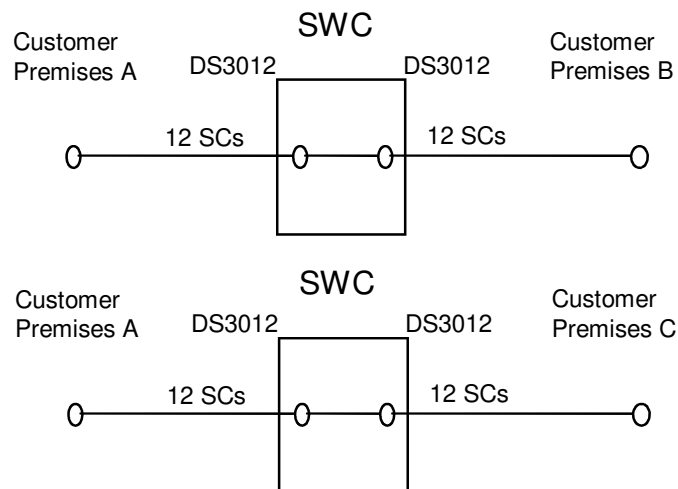 SWC
Customer
Premises A
DS3012
DS3012
Customer
Premises B
12 SCs
12 SCs
SWC
Customer
Premises A
DS3012
DS3012
Customer
Premises C
12 SCs
12 SCs